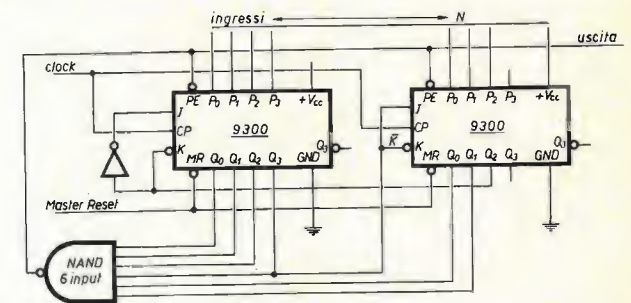 ingressi N
uscita
clock
PE P0 P1 P2 P3 +Vcc
J
CP 9300
K
MR Q0 Q1 Q2 Q3 GND Q3
PE P0 P1 P2 P3 +Vcc
J
CP 9300
K̅ K
MR Q0 Q1 Q2 Q3 GND Q3
Master Reset
NAND
6 input